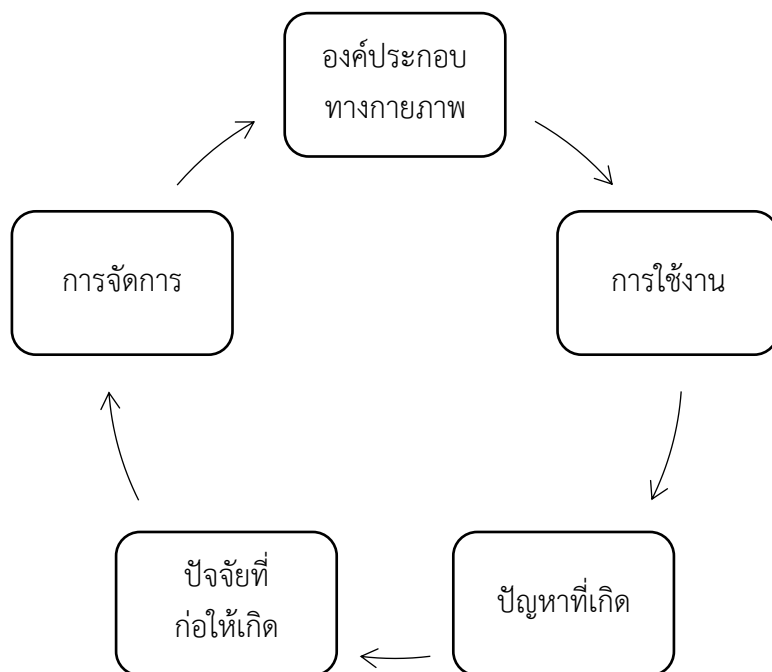 องค์ประกอบ
ทางกายภาพ
การใช้งาน
ปัญหาที่เกิด
ปัจจัยที่
ก่อให้เกิด
การจัดการ